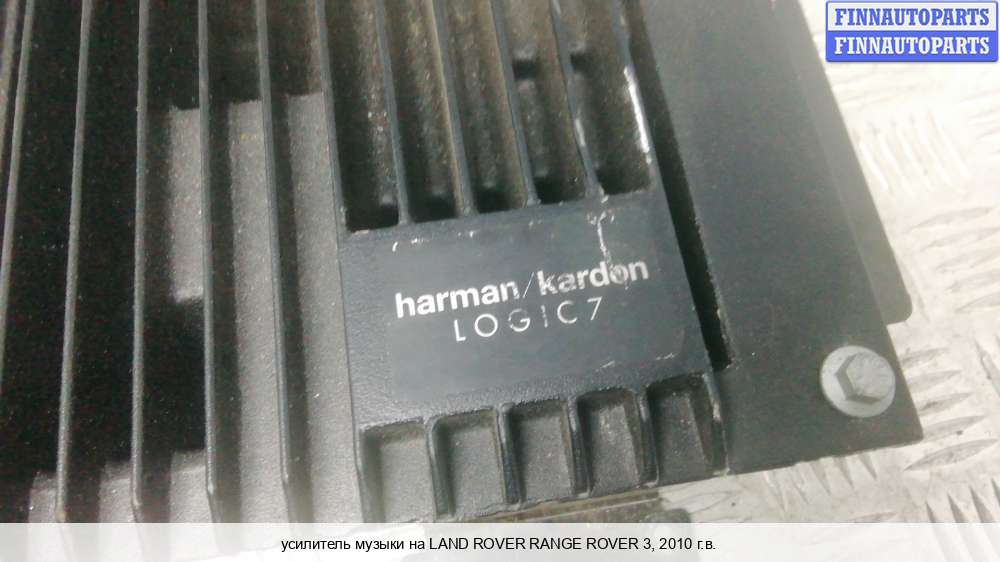 FINNAUTOPARTS
FINNAUTOPARTS
harman/kardon
LOGIC7
усилитель музыки на LAND ROVER RANGE ROVER 3, 2010 г.в.